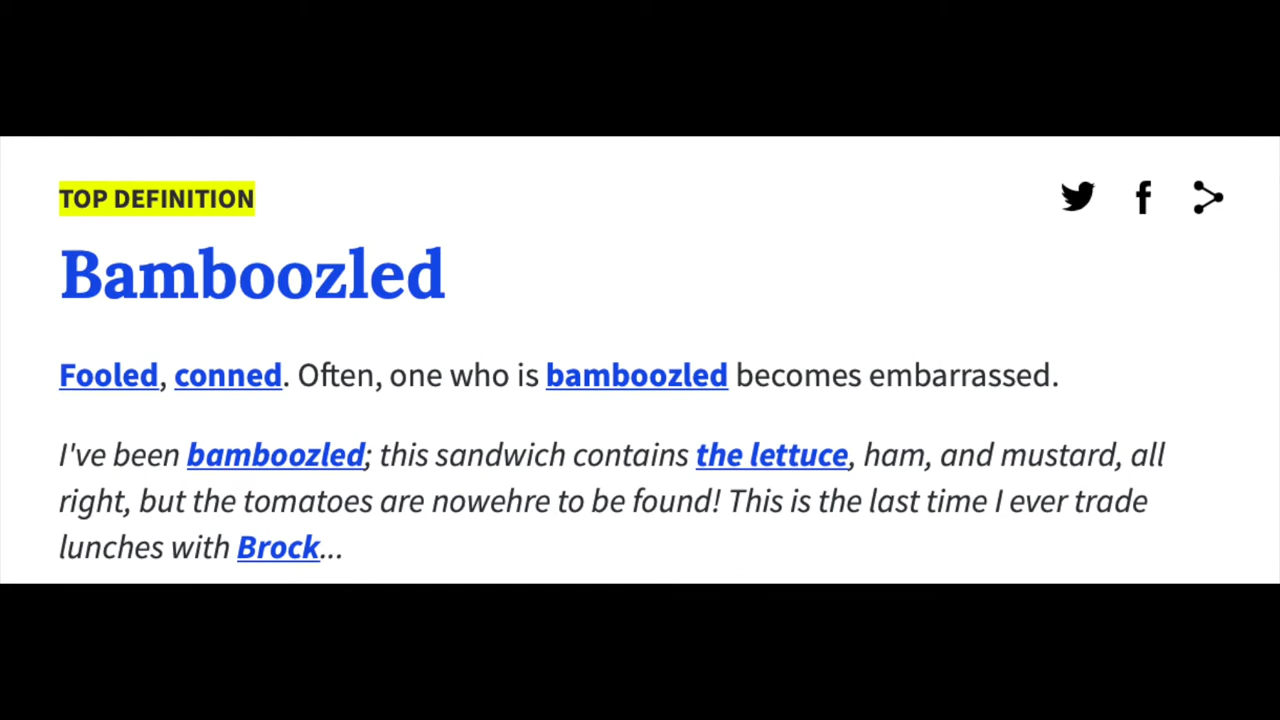 TOP DEFINITION
Bamboozled
Fooled, conned. Often, one who is bamboozled becomes embarrassed.
I've been bamboozled; this sandwich contains the lettuce, ham, and mustard, all
right, but the tomatoes are nowehre to be found! This is the last time I ever trade
lunches with Brock...